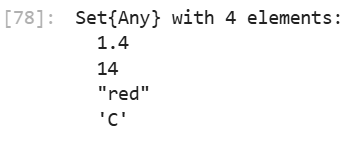 [78]: Set{Any} with 4 elements:
1.4
14
"red"
'C'